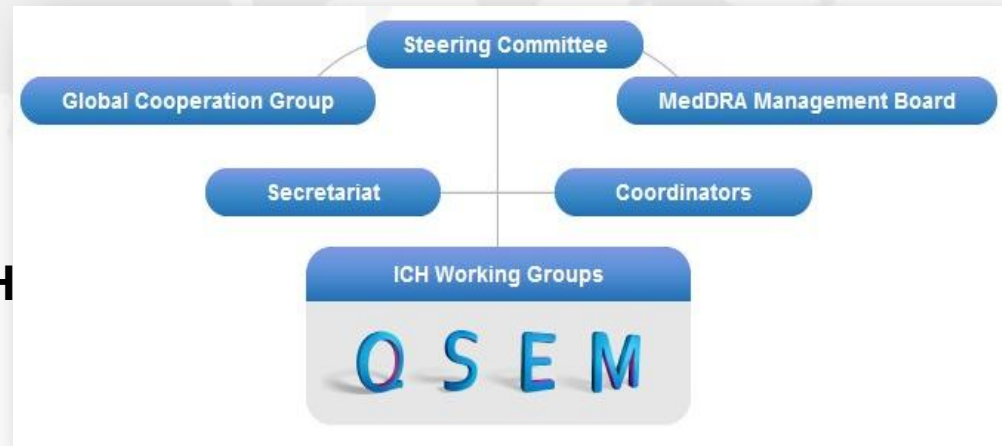 Steering Committee
Global Cooperation Group
MedDRA Management Board
Secretariat
Coordinators
H
ICH Working Groups
Q S E M